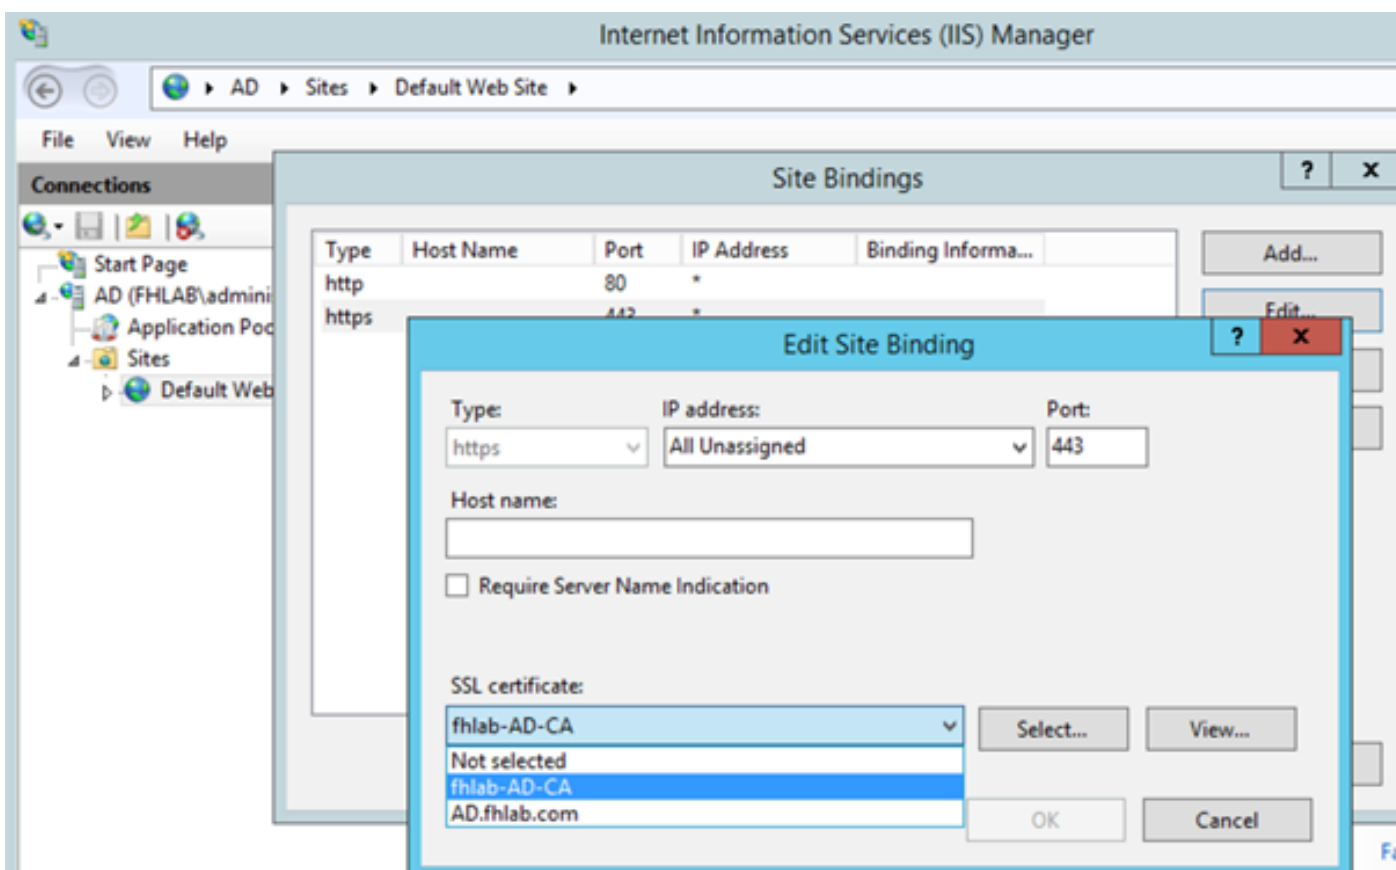 Internet Information Services (IIS) Manager
AD Sites Default Web Site
File View Help
Connections
Start Page
AD (FHLAB\admini
Application Poo
Sites
Default Web
Site Bindings ? x
Type Host Name Port IP Address Binding Informa...
http 80 *
https 443 *
Add...
Edit...
Edit Site Binding ? x
Type: IP address: Port:
https All Unassigned 443
Host name:
Require Server Name Indication
SSL certificate:
fhlab-AD-CA
Select... View...
Not selected
fhlab-AD-CA
AD.fhlab.com
OK Cancel
Fa